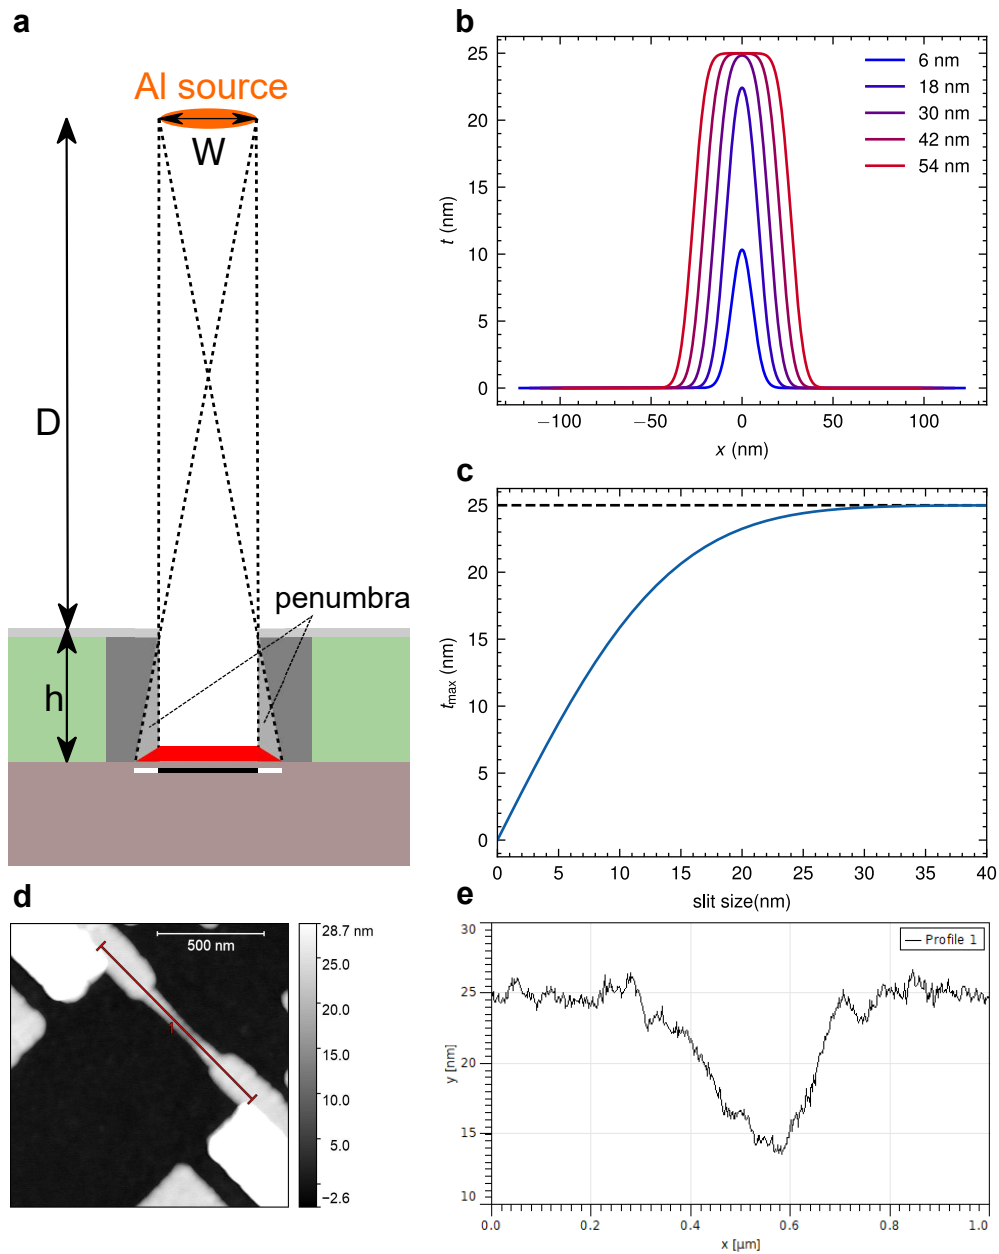 a
Al source
W
D
h
penumbra
b
25
20
15
10
5
0
t (nm)
6 nm
18 nm
30 nm
42 nm
54 nm
−100
−50
0
50
100
x (nm)
c
25
20
15
10
5
0
tmax (nm)
0
5
10
15
20
25
30
35
40
slit size(nm)
d
500 nm
1
28.7 nm
25.0
20.0
15.0
10.0
5.0
−2.6
e
30
25
20
15
10
y [nm]
Profile 1
0.0
0.2
0.4
0.6
0.8
1.0
x [µm]